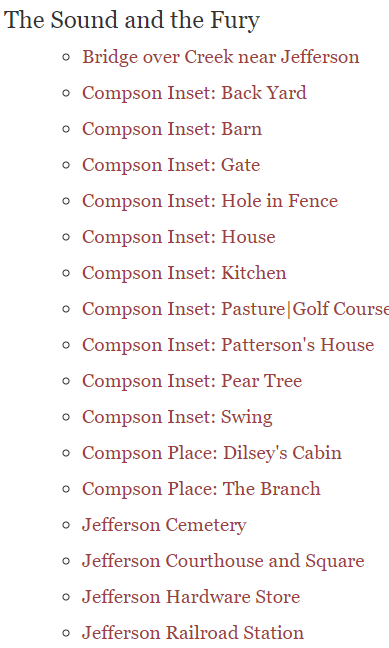 The Sound and the Fury
Bridge over Creek near Jefferson
Compson Inset: Back Yard
Compson Inset: Barn
Compson Inset: Gate
Compson Inset: Hole in Fence
Compson Inset: House
Compson Inset: Kitchen
Compson Inset: Pasture|Golf Course
Compson Inset: Patterson's House
Compson Inset: Pear Tree
Compson Inset: Swing
Compson Place: Dilsey's Cabin
Compson Place: The Branch
Jefferson Cemetery
Jefferson Courthouse and Square
Jefferson Hardware Store
Jefferson Railroad Station